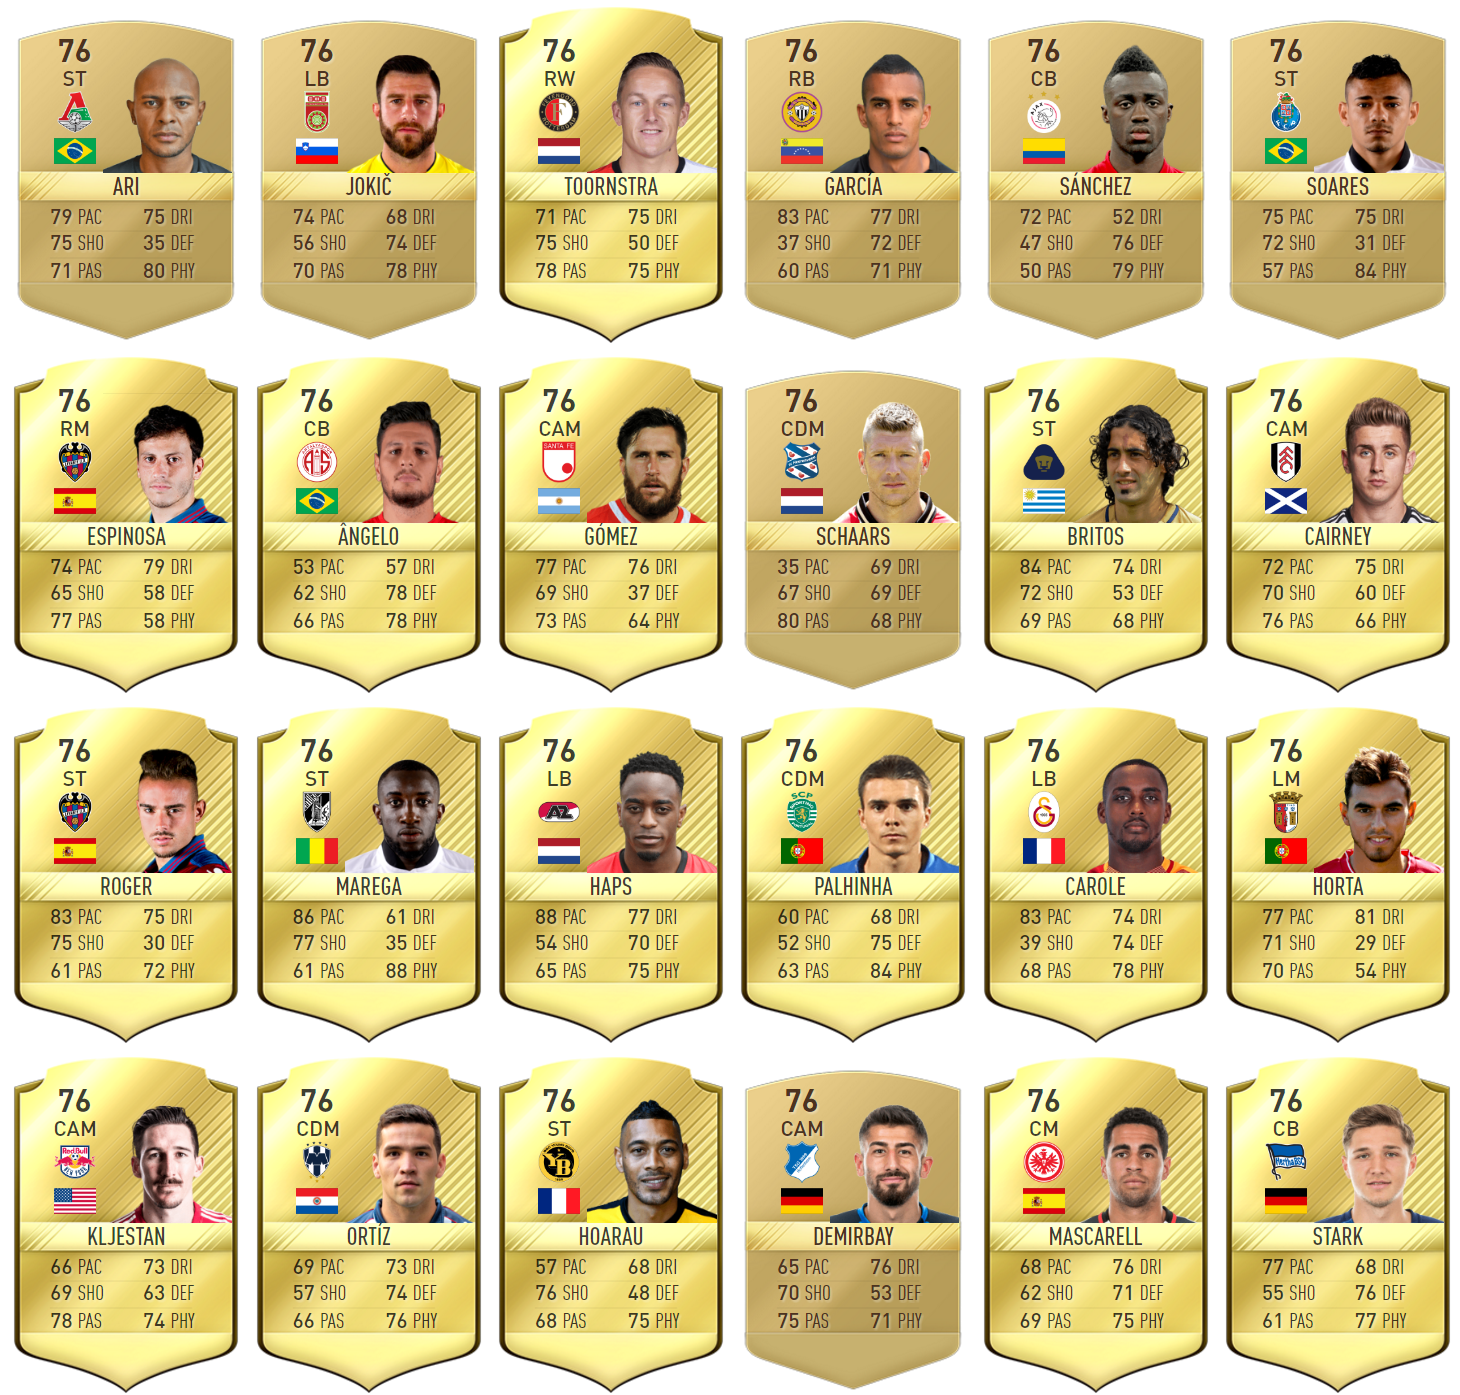 76
ST
ARI
79 PAC 75 DRI
75 SHO 35 DEF
71 PAS 80 PHY
76
LB
JOKIČ
74 PAC 68 DRI
56 SHO 74 DEF
70 PAS 78 PHY
76
RW
TOORNSTRA
71 PAC 75 DRI
75 SHO 50 DEF
78 PAS 75 PHY
76
RB
GARCÍA
83 PAC 77 DRI
37 SHO 72 DEF
60 PAS 71 PHY
76
CB
AJAX
SÁNCHEZ
72 PAC 52 DRI
47 SHO 76 DEF
50 PAS 79 PHY
76
ST
SOARES
75 PAC 75 DRI
72 SHO 31 DEF
57 PAS 84 PHY
76
RM
ESPINOSA
74 PAC 79 DRI
65 SHO 58 DEF
77 PAS 58 PHY
76
CB
ÂNGELO
53 PAC 57 DRI
62 SHO 78 DEF
66 PAS 78 PHY
76
CAM
SANTA FE
GÓMEZ
77 PAC 76 DRI
69 SHO 37 DEF
73 PAS 64 PHY
76
CDM
SCHAARS
35 PAC 69 DRI
67 SHO 69 DEF
80 PAS 68 PHY
76
ST
BRITOS
84 PAC 74 DRI
72 SHO 53 DEF
69 PAS 68 PHY
76
CAM
CAIRNEY
72 PAC 75 DRI
70 SHO 60 DEF
76 PAS 66 PHY
76
ST
ROGER
83 PAC 75 DRI
75 SHO 30 DEF
61 PAS 72 PHY
76
ST
MAREGA
86 PAC 61 DRI
77 SHO 35 DEF
61 PAS 88 PHY
76
LB
AZ
HAPS
88 PAC 77 DRI
54 SHO 70 DEF
65 PAS 75 PHY
76
CDM
SCP
SPORTING
PALHINHA
60 PAC 68 DRI
52 SHO 75 DEF
63 PAS 84 PHY
76
LB
CAROLE
83 PAC 74 DRI
39 SHO 74 DEF
68 PAS 78 PHY
76
LM
HORTA
77 PAC 81 DRI
71 SHO 29 DEF
70 PAS 54 PHY
76
CAM
Red Bull
NEW YORK
KLJESTAN
66 PAC 73 DRI
69 SHO 63 DEF
78 PAS 74 PHY
76
CDM
ORTÍZ
69 PAC 73 DRI
57 SHO 74 DEF
66 PAS 76 PHY
76
ST
HOARAU
57 PAC 68 DRI
76 SHO 48 DEF
68 PAS 75 PHY
76
CAM
DEMIRBAY
65 PAC 76 DRI
70 SHO 53 DEF
75 PAS 71 PHY
76
CM
MASCARELL
68 PAC 76 DRI
62 SHO 71 DEF
69 PAS 75 PHY
76
CB
STARK
77 PAC 68 DRI
55 SHO 76 DEF
61 PAS 77 PHY